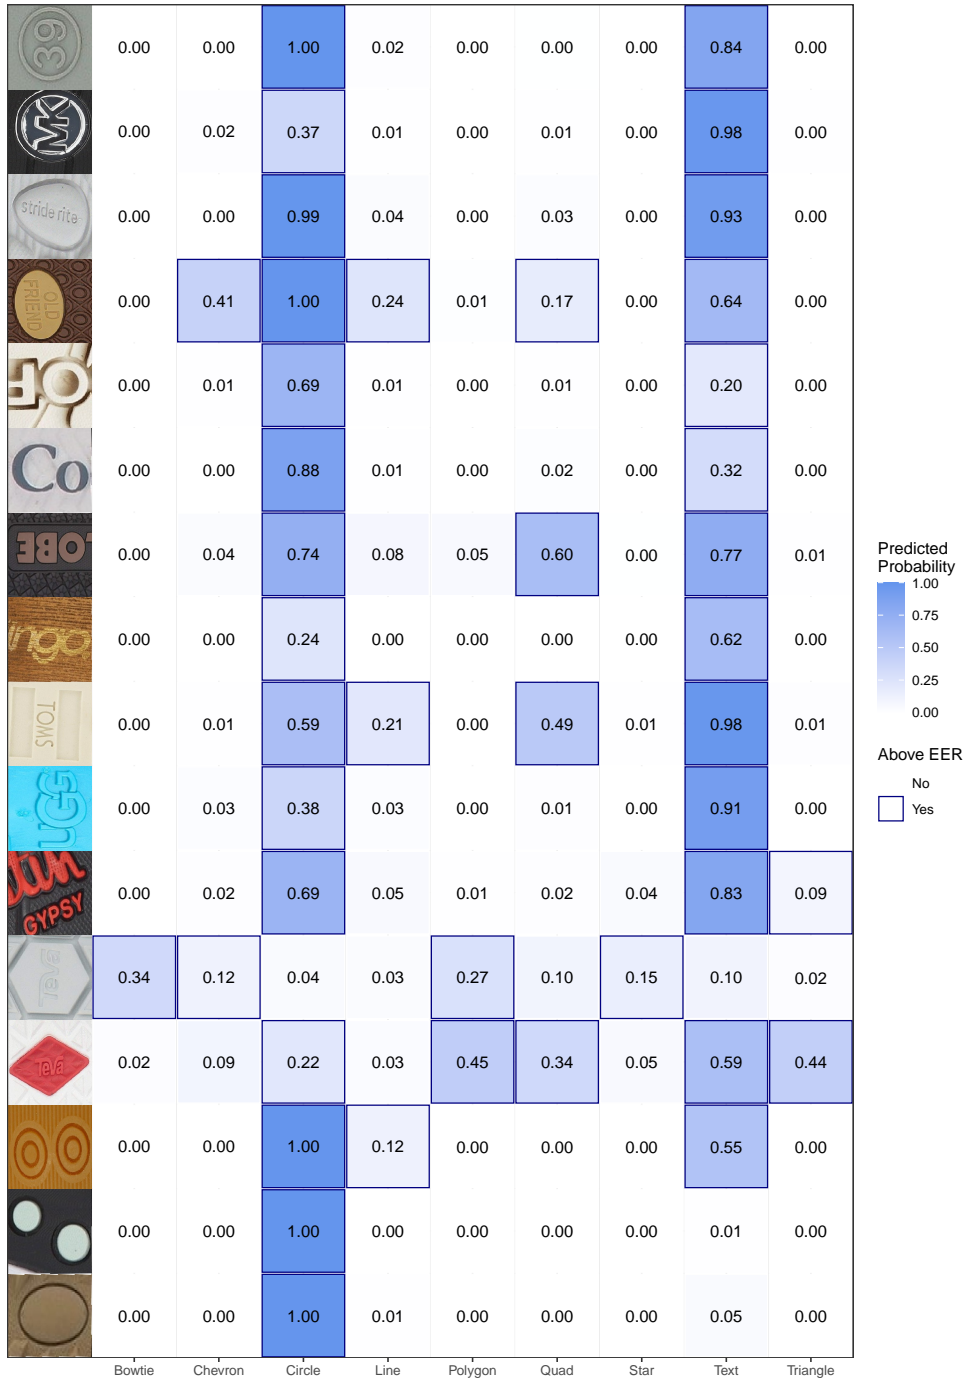 39 0.00 0.00 1.00 0.02 0.00 0.00 0.00 0.84 0.00
MK 0.00 0.02 0.37 0.01 0.00 0.01 0.00 0.98 0.00
stride rite 0.00 0.00 0.99 0.04 0.00 0.03 0.00 0.93 0.00
OLD FRIEND 0.00 0.41 1.00 0.24 0.01 0.17 0.00 0.64 0.00
OF 0.00 0.01 0.69 0.01 0.00 0.01 0.00 0.20 0.00
Co 0.00 0.00 0.88 0.01 0.00 0.02 0.00 0.32 0.00
LOBE 0.00 0.04 0.74 0.08 0.05 0.60 0.00 0.77 0.01
ingo 0.00 0.00 0.24 0.00 0.00 0.00 0.00 0.62 0.00
TOMS 0.00 0.01 0.59 0.21 0.00 0.49 0.01 0.98 0.01
UGG 0.00 0.03 0.38 0.03 0.00 0.01 0.00 0.91 0.00
GYPSY 0.00 0.02 0.69 0.05 0.01 0.02 0.04 0.83 0.09
0.34 0.12 0.04 0.03 0.27 0.10 0.15 0.10 0.02
Teva 0.02 0.09 0.22 0.03 0.45 0.34 0.05 0.59 0.44
0.00 0.00 1.00 0.12 0.00 0.00 0.00 0.55 0.00
0.00 0.00 1.00 0.00 0.00 0.00 0.00 0.01 0.00
0.00 0.00 1.00 0.01 0.00 0.00 0.00 0.05 0.00
Bowtie Chevron Circle Line Polygon Quad Star Text Triangle
Predicted
Probability
1.00
0.75
0.50
0.25
0.00
Above EER
No
Yes